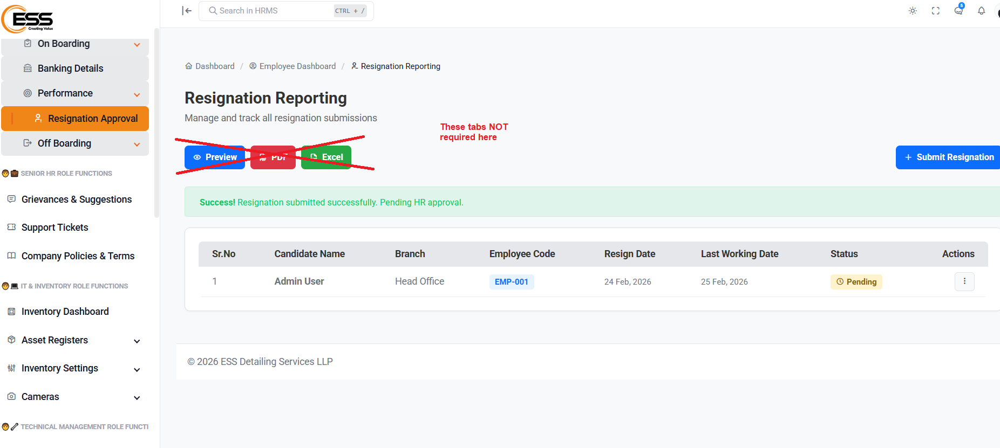 ESS
Creating Value
Search in HRMS
CTRL + /
5
On Boarding
Banking Details
Performance
Resignation Approval
Off Boarding
SENIOR HR ROLE FUNCTIONS
Grievances & Suggestions
Support Tickets
Company Policies & Terms
IT & INVENTORY ROLE FUNCTIONS
Inventory Dashboard
Asset Registers
Inventory Settings
Cameras
TECHNICAL MANAGEMENT ROLE FUNCTI
Dashboard / Employee Dashboard / Resignation Reporting
Resignation Reporting
Manage and track all resignation submissions
These tabs NOT
required here
Preview PDF Excel
+ Submit Resignation
Success! Resignation submitted successfully. Pending HR approval.
Sr.No Candidate Name Branch Employee Code Resign Date Last Working Date Status Actions
1 Admin User Head Office EMP-001 24 Feb, 2026 25 Feb, 2026 Pending
© 2026 ESS Detailing Services LLP